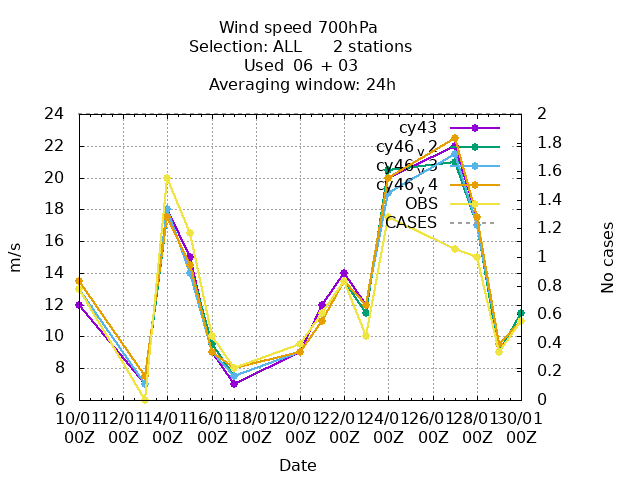 Wind speed 700hPa
Selection: ALL 2 stations
Used 06 + 03
Averaging window: 24h
24
22
20
18
16
14
12
10
8
6
m/s
2
1.8
1.6
1.4
1.2
1
0.8
0.6
0.4
0.2
0
No cases
cy43
cy46_v2
cy46_v3
cy46_v4
OBS
CASES
10/01 12/01 14/01 16/01 18/01 20/01 22/01 24/01 26/01 28/01 30/01
00Z 00Z 00Z 00Z 00Z 00Z 00Z 00Z 00Z 00Z 00Z
Date